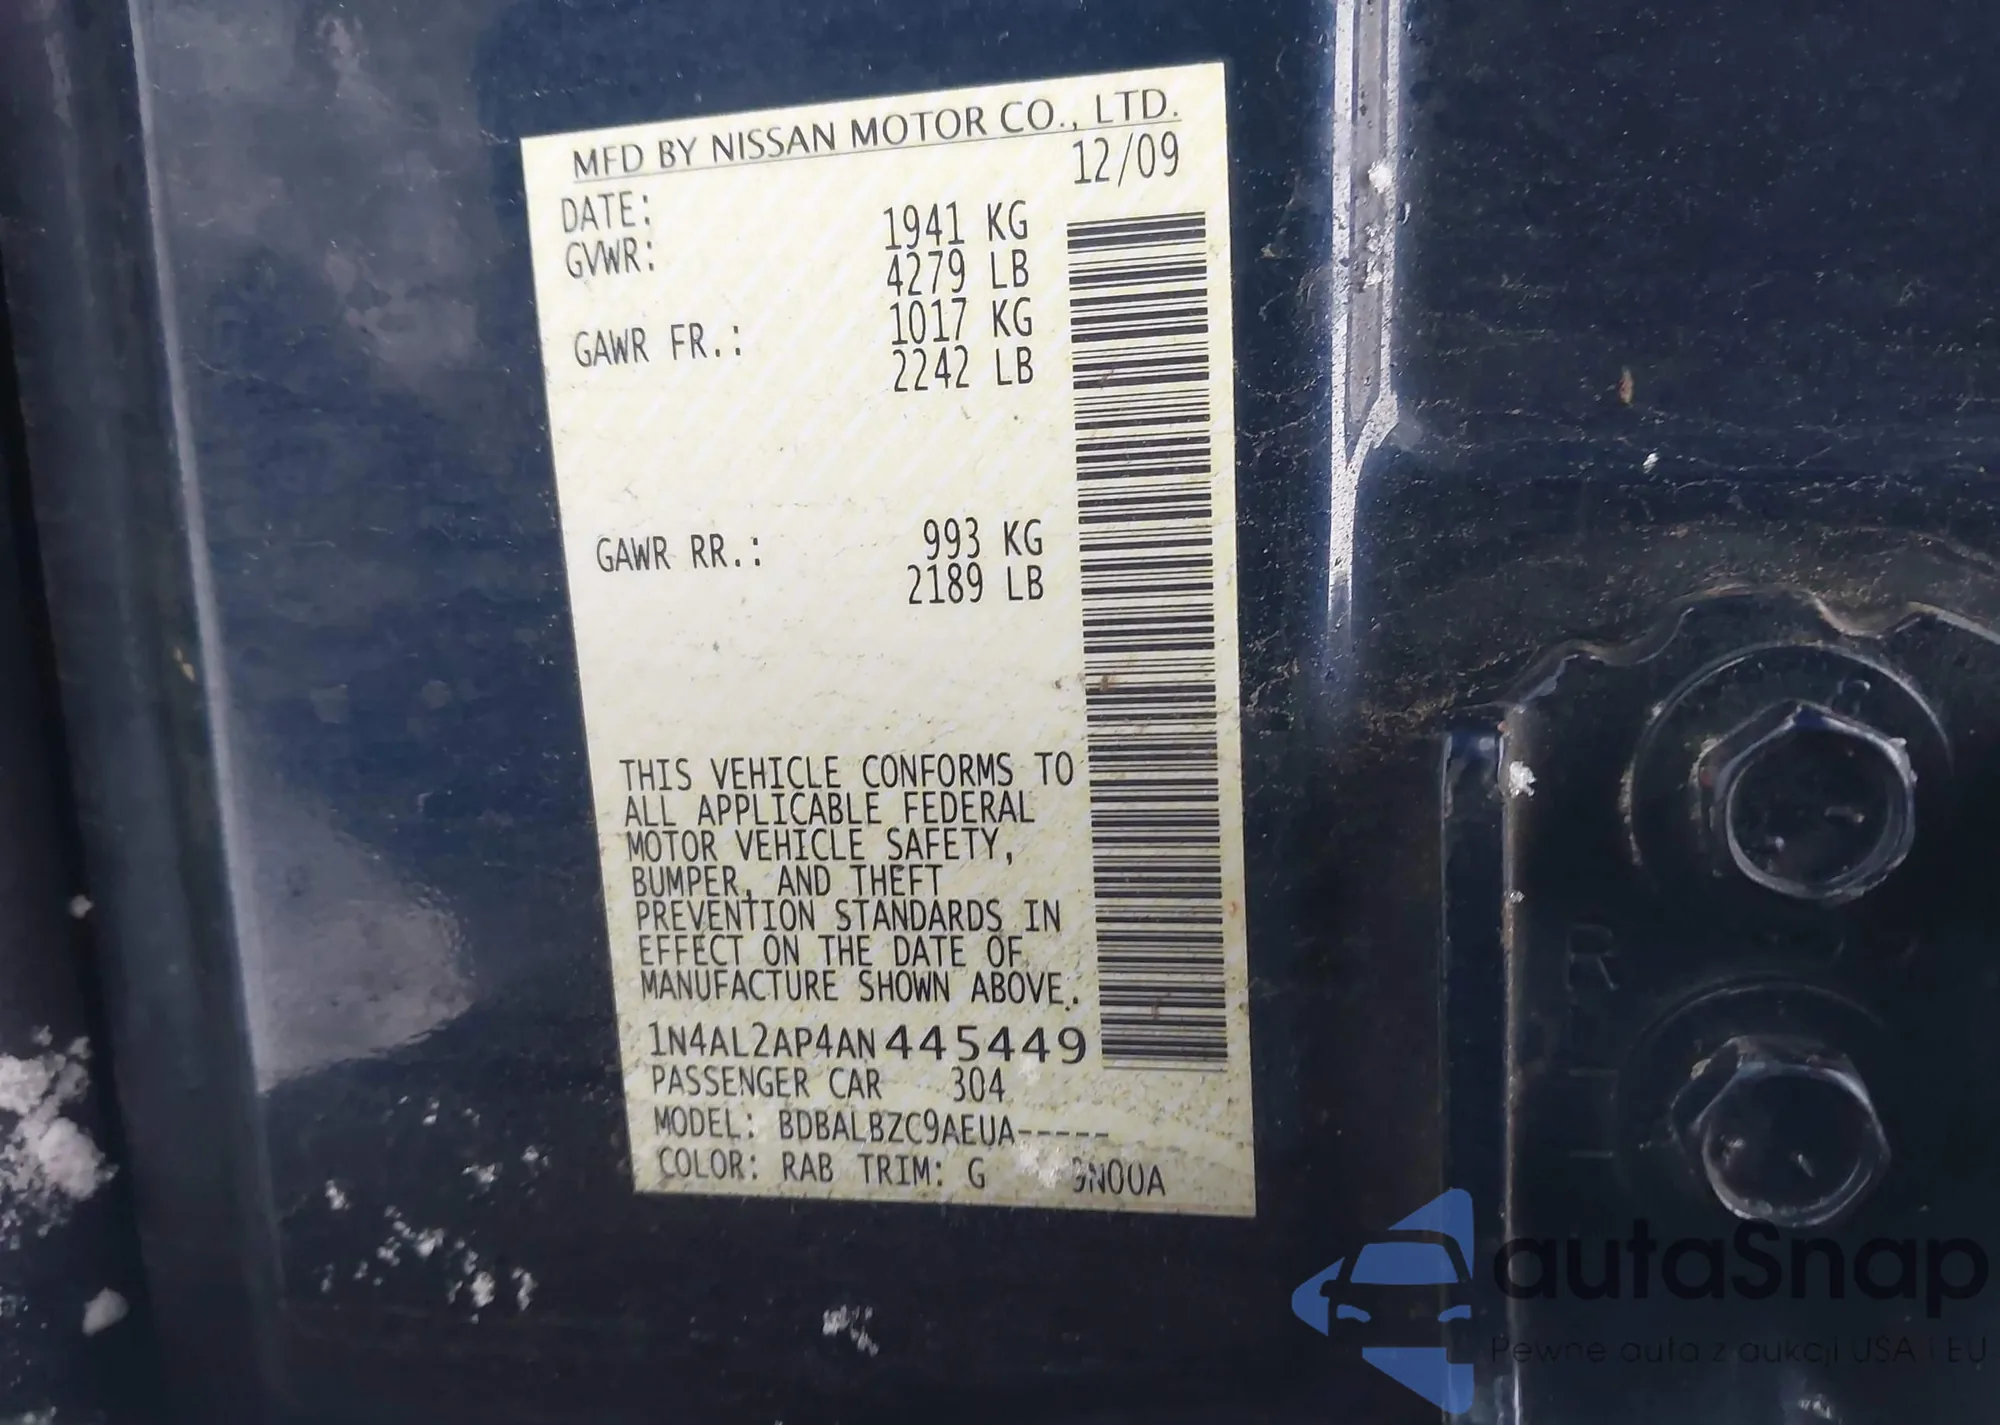 MFD BY NISSAN MOTOR CO., LTD.
DATE: 12/09
GVWR: 1941 KG
4279 LB
GAWR FR.: 1017 KG
2242 LB
GAWR RR.: 993 KG
2189 LB
THIS VEHICLE CONFORMS TO
ALL APPLICABLE FEDERAL
MOTOR VEHICLE SAFETY,
BUMPER, AND THEFT
PREVENTION STANDARDS IN
EFFECT ON THE DATE OF
MANUFACTURE SHOWN ABOVE.
1N4AL2AP4AN445449
PASSENGER CAR 304
MODEL: BDBALBZC9AEUA-----
COLOR: RAB TRIM: G
autaSnap
Pewne auta z aukcji USA i EU